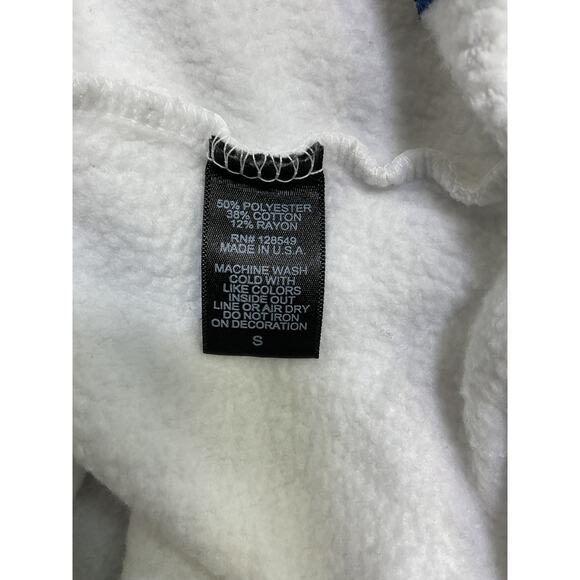 50% POLYESTER
38% COTTON
12% RAYON
RN# 128549
MADE IN U.S.A
MACHINE WASH
COLD WITH
LIKE COLORS
INSIDE OUT
LINE OR AIR DRY
DO NOT IRON
ON DECORATION
S